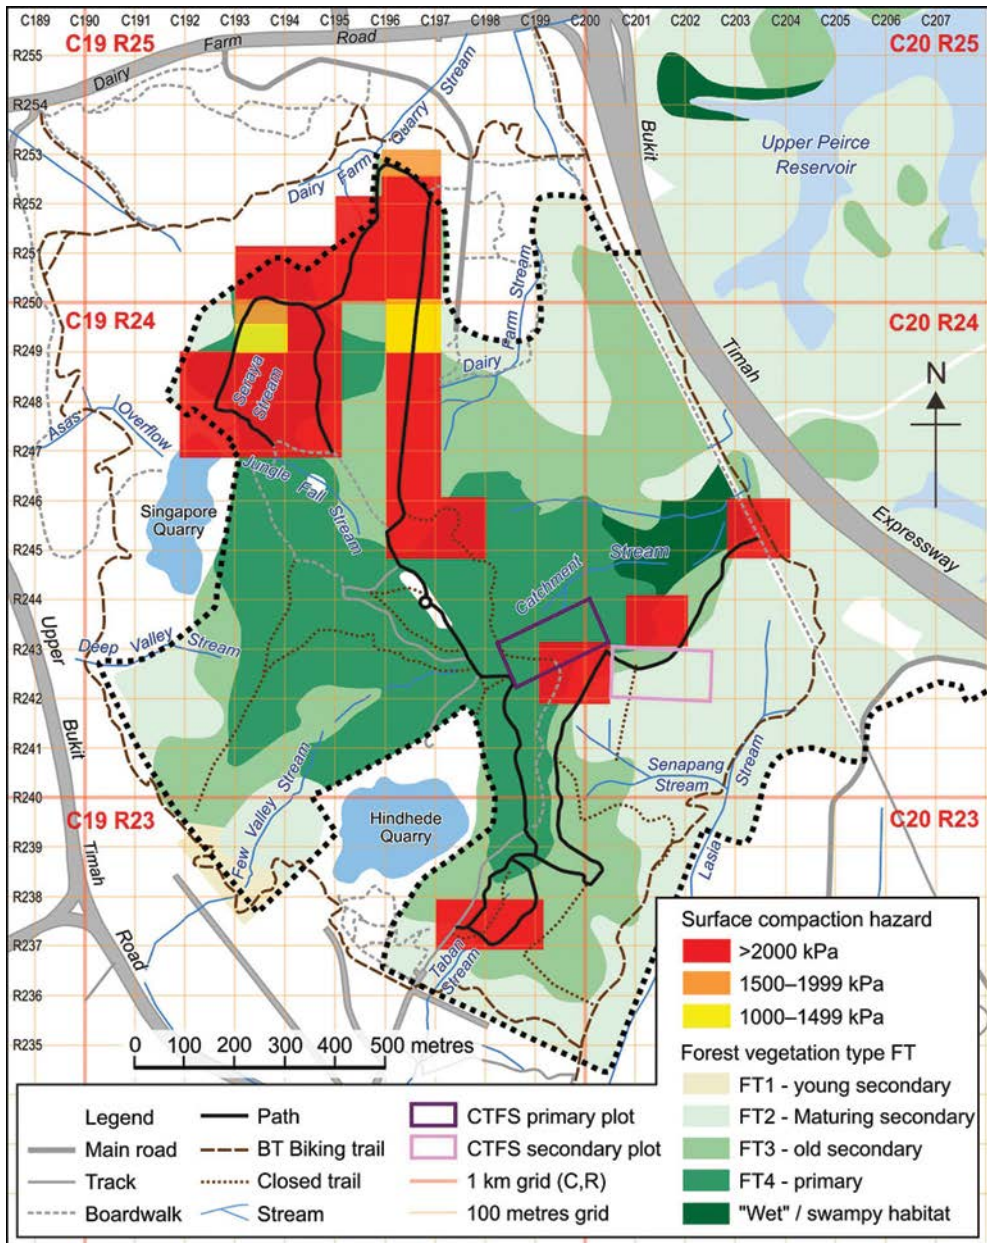 C189 C190 C191 C192 C193 C194 C195 C196 C197 C198 C199 C200 C201 C202 C203 C204 C205 C206 C207
C19 R25
C20 R25
R255
R254
R253
R252
R251
R250
R249
R248
R247
R246
R245
R244
R243
R242
R241
R240
R239
R238
R237
R236
R235
Dairy Farm Road
Dairy Farm Quarry Stream
Bukit Timah Expressway
Upper Peirce
Reservoir
C19 R24
C20 R24
N
Dairy Farm Stream
Seraya
Stream
Asas Overflow
Jungle Fall Stream
Singapore
Quarry
Catchment Stream
Deep Valley Stream
Upper Bukit Timah Road
Few Valley Stream
Senapang
Stream
Lasia Stream
C19 R23
C20 R23
Hindhede
Quarry
Taban
Stream
0 100 200 300 400 500 metres
Surface compaction hazard
>2000 kPa
1500–1999 kPa
1000–1499 kPa
Forest vegetation type FT
FT1 - young secondary
FT2 - Maturing secondary
FT3 - old secondary
FT4 - primary
"Wet" / swampy habitat
Legend
Main road
Track
Boardwalk
Path
BT Biking trail
Closed trail
Stream
CTFS primary plot
CTFS secondary plot
1 km grid (C,R)
100 metres grid